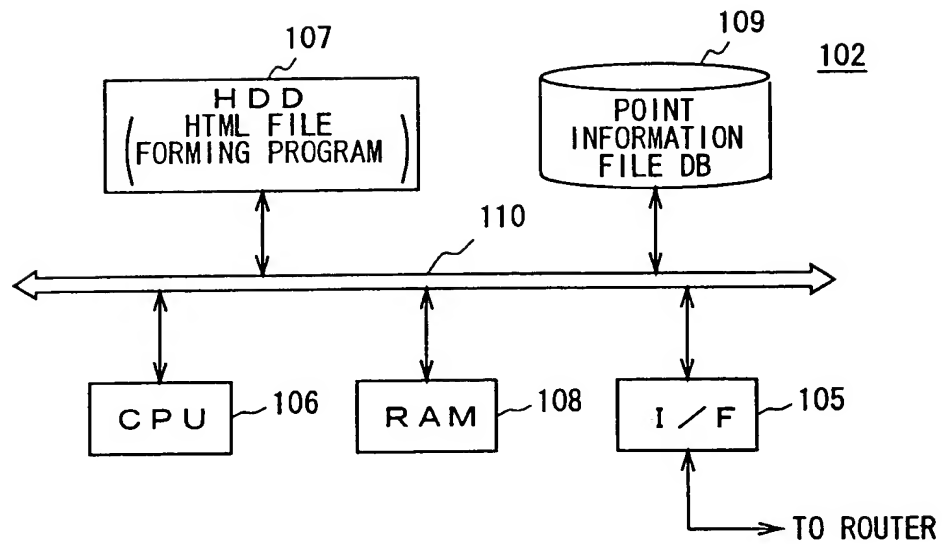 107
109
102
HDD
(HTML FILE
FORMING PROGRAM)
POINT
INFORMATION
FILE DB
110
CPU
106
RAM
108
I/F
105
TO ROUTER